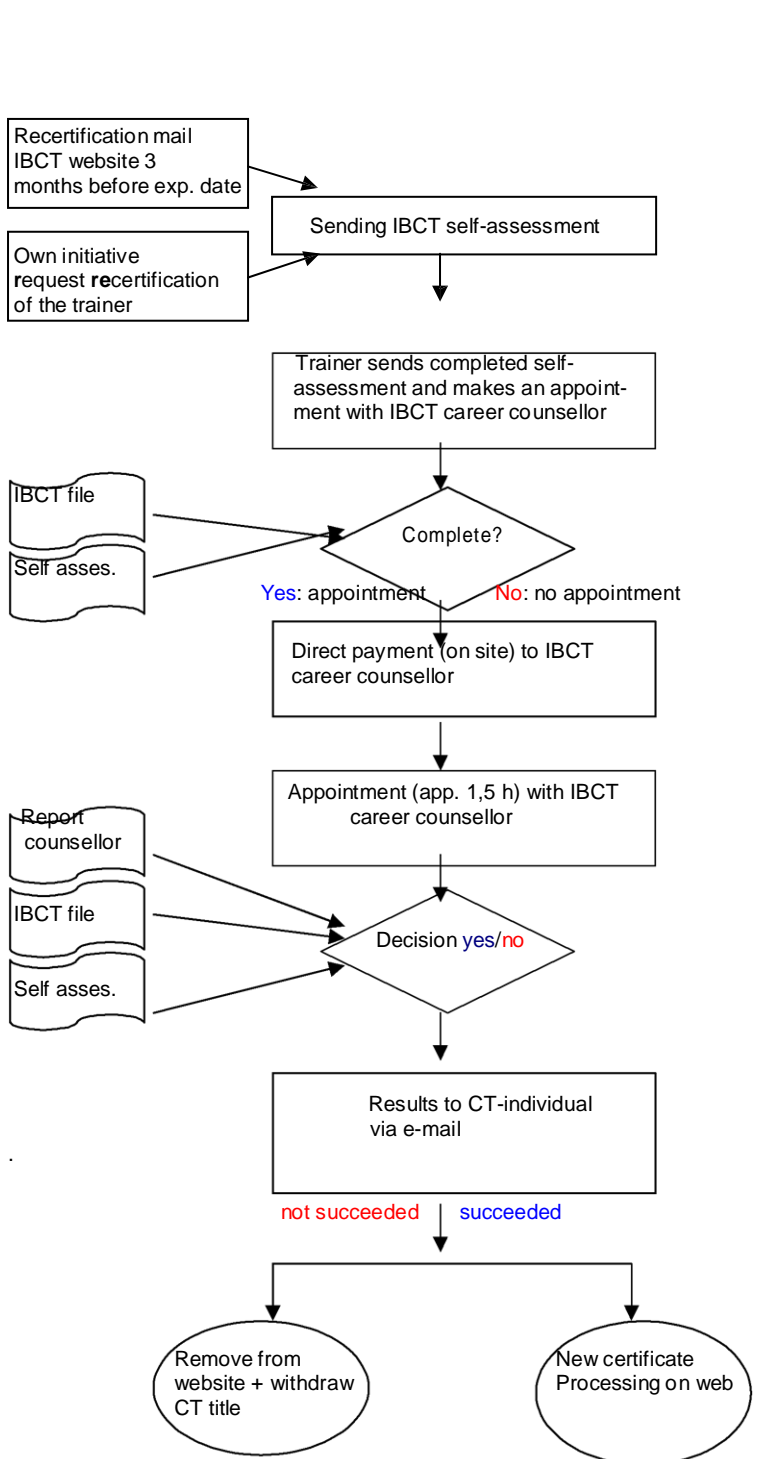 Recertification mail
IBCT website 3
months before exp. date
Sending IBCT self-assessment
Own initiative
request recertification
of the trainer
Trainer sends completed self-
assessment and makes an appoint-
ment with IBCT career counsellor
IBCT file
Self asses.
Complete?
Yes: appointment
No: no appointment
Direct payment (on site) to IBCT
career counsellor
Appointment (app. 1,5 h) with IBCT
career counsellor
Report
counsellor
IBCT file
Self asses.
Decision yes/no
Results to CT-individual
via e-mail
.
not succeeded
succeeded
Remove from
website + withdraw
CT title
New certificate
Processing on web